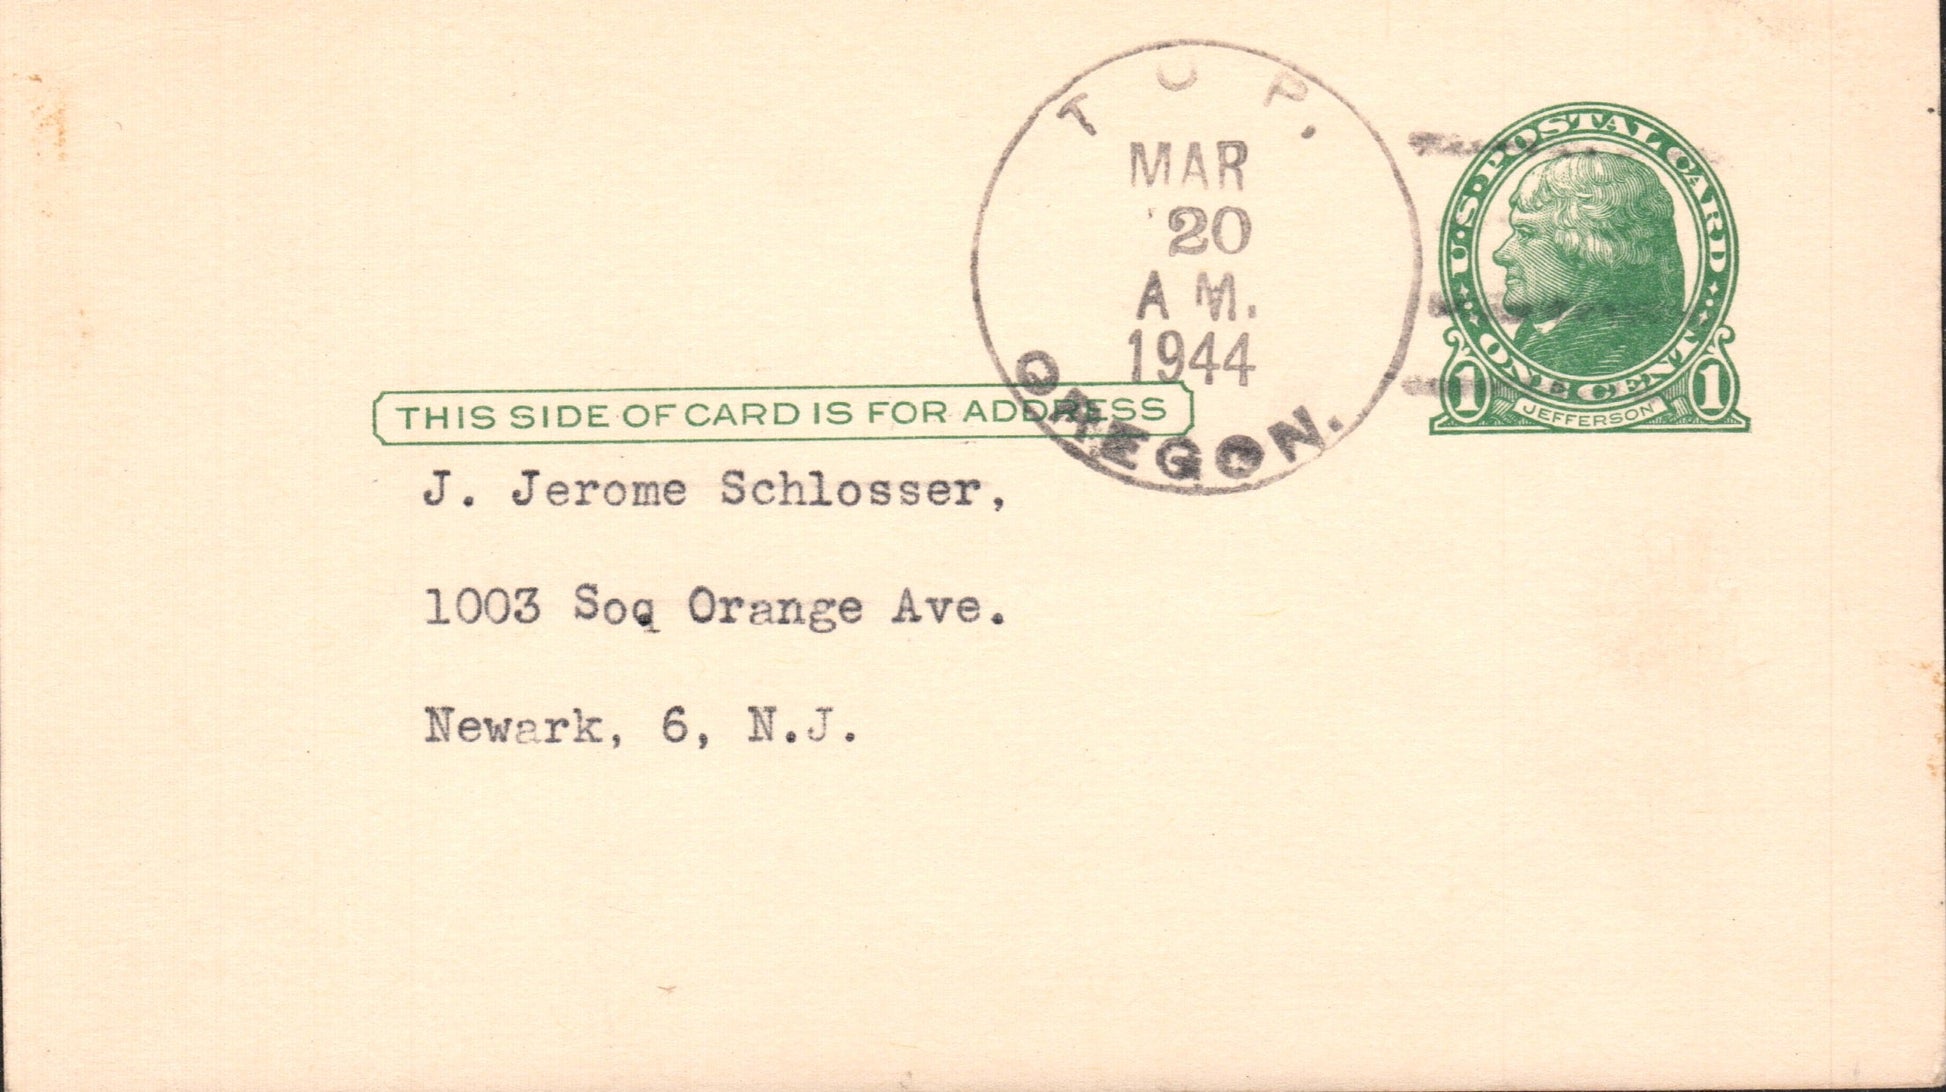 TOP,
MAR
20
A M.
1944
OREGON.
U·S·POSTAL CARD
·ONE CENT·
1 1
JEFFERSON
THIS SIDE OF CARD IS FOR ADDRESS
J. Jerome Schlosser,
1003 Soq Orange Ave.
Newark, 6, N.J.